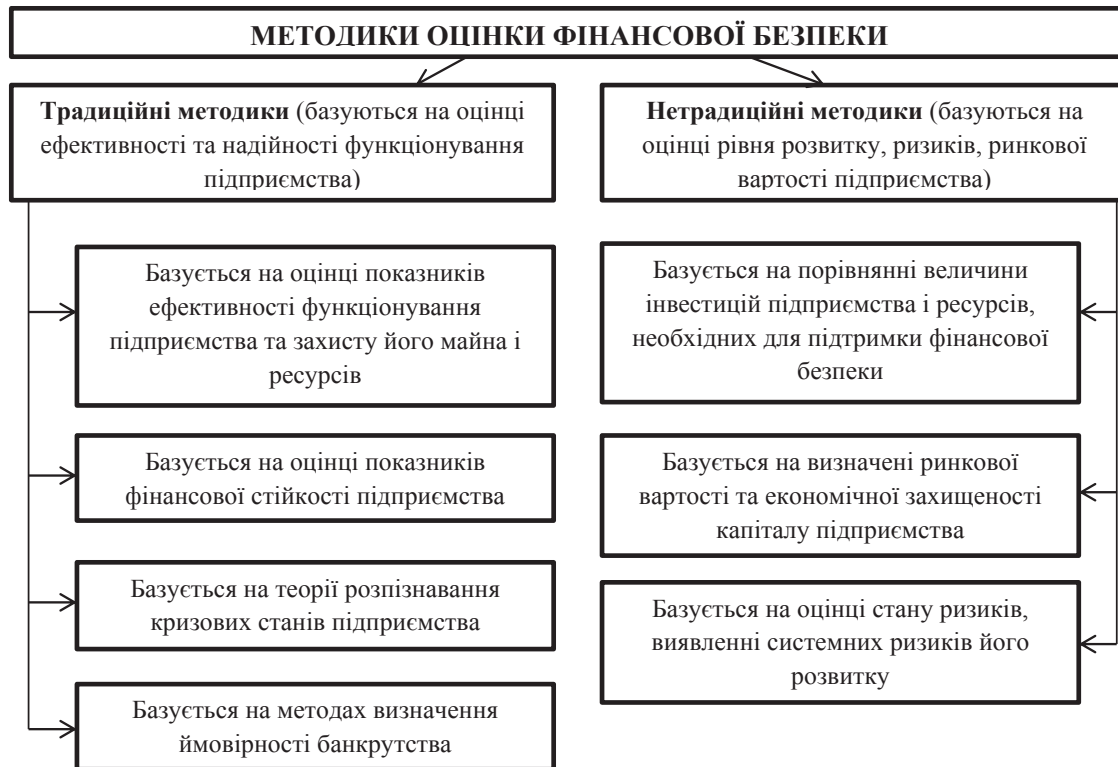 МЕТОДИКИ ОЦІНКИ ФІНАНСОВОЇ БЕЗПЕКИ
Традиційні методики (базуються на оцінці
ефективності та надійності функціонування
підприємства)
Базується на оцінці показників
ефективності функціонування
підприємства та захисту його майна і
ресурсів
Базується на оцінці показників
фінансової стійкості підприємства
Базується на теорії розпізнавання
кризових станів підприємства
Базується на методах визначення
ймовірності банкрутства
Нетрадиційні методики (базуються на
оцінці рівня розвитку, ризиків, ринкової
вартості підприємства)
Базується на порівнянні величини
інвестицій підприємства і ресурсів,
необхідних для підтримки фінансової
безпеки
Базується на визначені ринкової
вартості та економічної захищеності
капіталу підприємства
Базується на оцінці стану ризиків,
виявленні системних ризиків його
розвитку